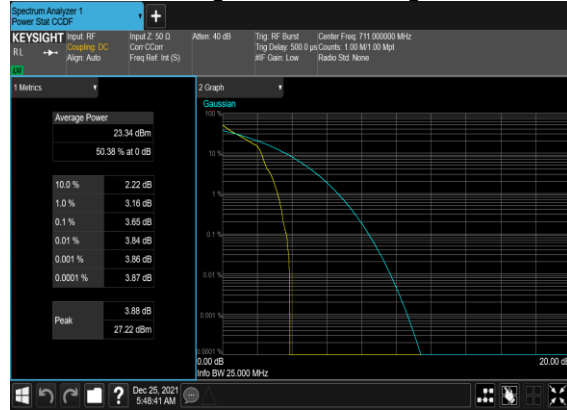 Spectrum Analyzer 1
Power Stat CCDF
KEYSIGHT
R L
LV
Input: RF
Coupling: DC
Align: Auto
Input Z: 50 Ω
Corr CCorr
Freq Ref: Int (S)
Atten: 40 dB
Trig: RF Burst
Trig Delay: 500.0 µs
#IF Gain: Low
Center Freq: 711.000000 MHz
Counts: 1.00 M/1.00 Mpt
Radio Std: None
1 Metrics
Average Power
23.34 dBm
50.38 % at 0 dB
10.0 % 2.22 dB
1.0 % 3.16 dB
0.1 % 3.65 dB
0.01 % 3.84 dB
0.001 % 3.86 dB
0.0001 % 3.87 dB
Peak
3.88 dB
27.22 dBm
2 Graph
Gaussian
100 %
10 %
1 %
0.1 %
0.01 %
0.001 %
0.0001 %
0.00 dB
20.00 dB
Info BW 25.000 MHz
?
Dec 25, 2021
5:48:41 AM